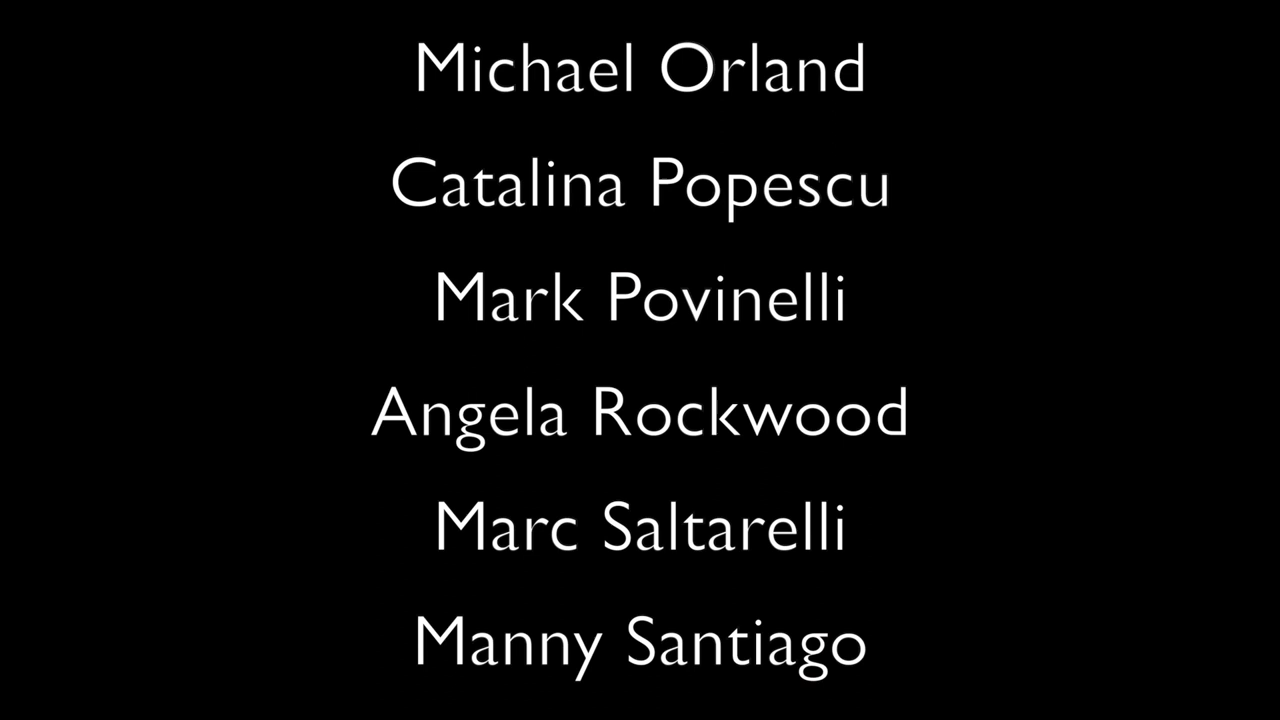 Michael Orland
Catalina Popescu
Mark Povinelli
Angela Rockwood
Marc Saltarelli
Manny Santiago